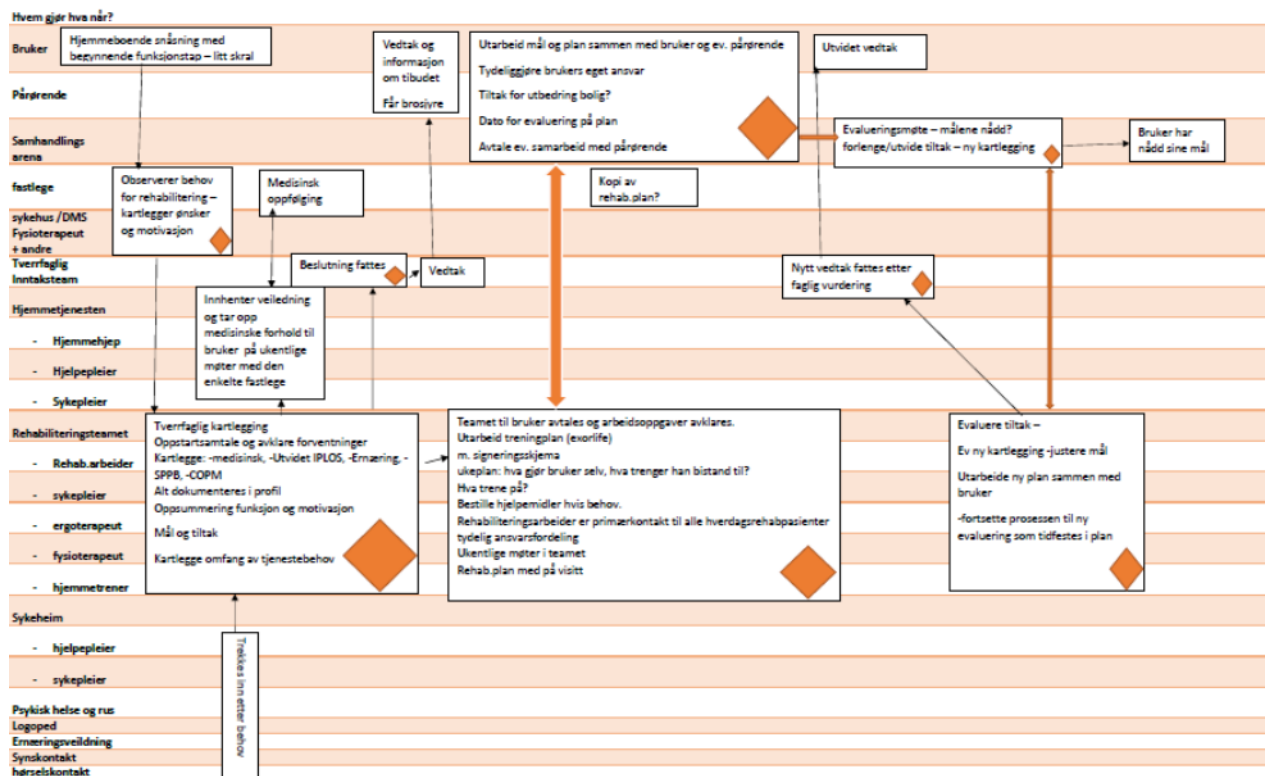 Hvem gjør hva når?
Bruker
Hjemmeboende snåsning med
begynnende funksjonstap – litt skral
Vedtak og
informasjon
om tibudet
Får brosjyre
Utarbeid mål og plan sammen med bruker og ev. pårørende
Tydeliggjøre brukers eget ansvar
Tiltak for utbedring bolig?
Dato for evaluering på plan
Avtale ev. samarbeid med pårørende
Utvidet vedtak
Pårørende
Samhandlings
arena
Evalueringsmøte – målene nådd?
forlenge/utvide tiltak – ny kartlegging
Bruker har
nådd sine mål
fastlege
Observerer behov
for rehabilitering –
kartlegger ønsker
og motivasjon
Medisinsk
oppfølging
Kopi av
rehab.plan?
sykehus /DMS
Fysioterapeut
+ andre
Tverrfaglig
Inntaksteam
Beslutning fattes
Vedtak
Nytt vedtak fattes etter
faglig vurdering
Hjemmetjenesten
Innhenter veiledning
og tar opp
medisinske forhold til
bruker på ukentlige
møter med den
enkelte fastlege
- Hjemmehjep
- Hjelpepleier
- Sykepleier
Rehabiliteringsteamet
Tverrfaglig kartlegging
Oppstartsamtale og avklare forventninger
Kartlegge: -medisinsk, -Utvidet IPLOS, -Ernæring, -
SPPB, -COPM
Alt dokumenteres i profil
Oppsummering funksjon og motivasjon
Mål og tiltak
Kartlegge omfang av tjenestebehov
Teamet til bruker avtales og arbeidsoppgaver avklares.
Utarbeid treningplan (exorlife)
m. signeringsskjema
ukeplan: hva gjør bruker selv, hva trenger han bistand til?
Hva trene på?
Bestille hjelpemidler hvis behov.
Rehabiliteringsarbeider er primærkontakt til alle hverdagsrehabpasienter
tydelig ansvarsfordeling
Ukentlige møter i teamet
Rehab.plan med på visitt
Evaluere tiltak –
Ev ny kartlegging -justere mål
Utarbeide ny plan sammen med
bruker
-fortsette prosessen til ny
evaluering som tidfestes i plan
- Rehab.arbeider
- sykepleier
- ergoterapeut
- fysioterapeut
- hjemmetrener
Sykeheim
- hjelpepleier
- sykepleier
Trekkes inn etter behov
Psykisk helse og rus
Logoped
Ernæringsveildning
Synskontakt
hørselskontakt